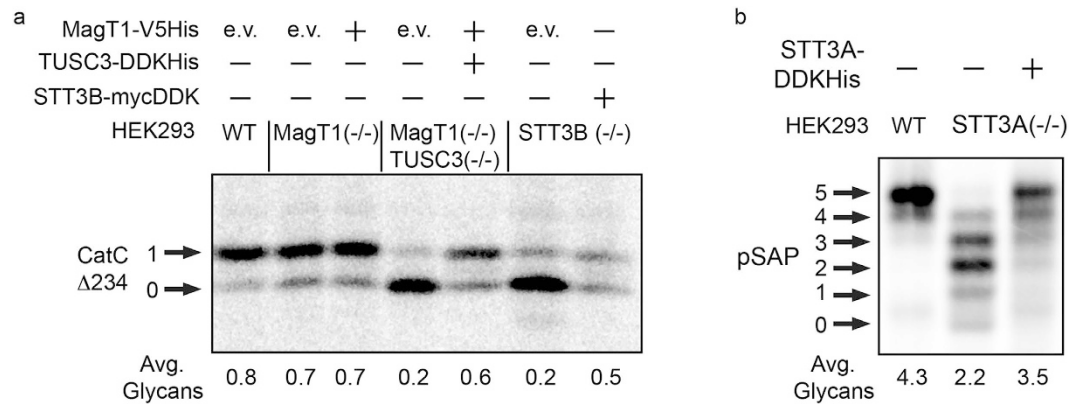 a
MagT1-V5His e.v. e.v. + e.v. + e.v. —
TUSC3-DDKHis — — — — + — —
STT3B-mycDDK — — — — — — +
HEK293 WT MagT1(-/-) MagT1(-/-) STT3B (-/-)
TUSC3(-/-)
CatC 1
Δ234 0
Avg.
Glycans 0.8 0.7 0.7 0.2 0.6 0.2 0.5
b
STT3A-
DDKHis — — +
HEK293 WT STT3A(-/-)
5
4
3
pSAP 2
1
0
Avg.
Glycans 4.3 2.2 3.5